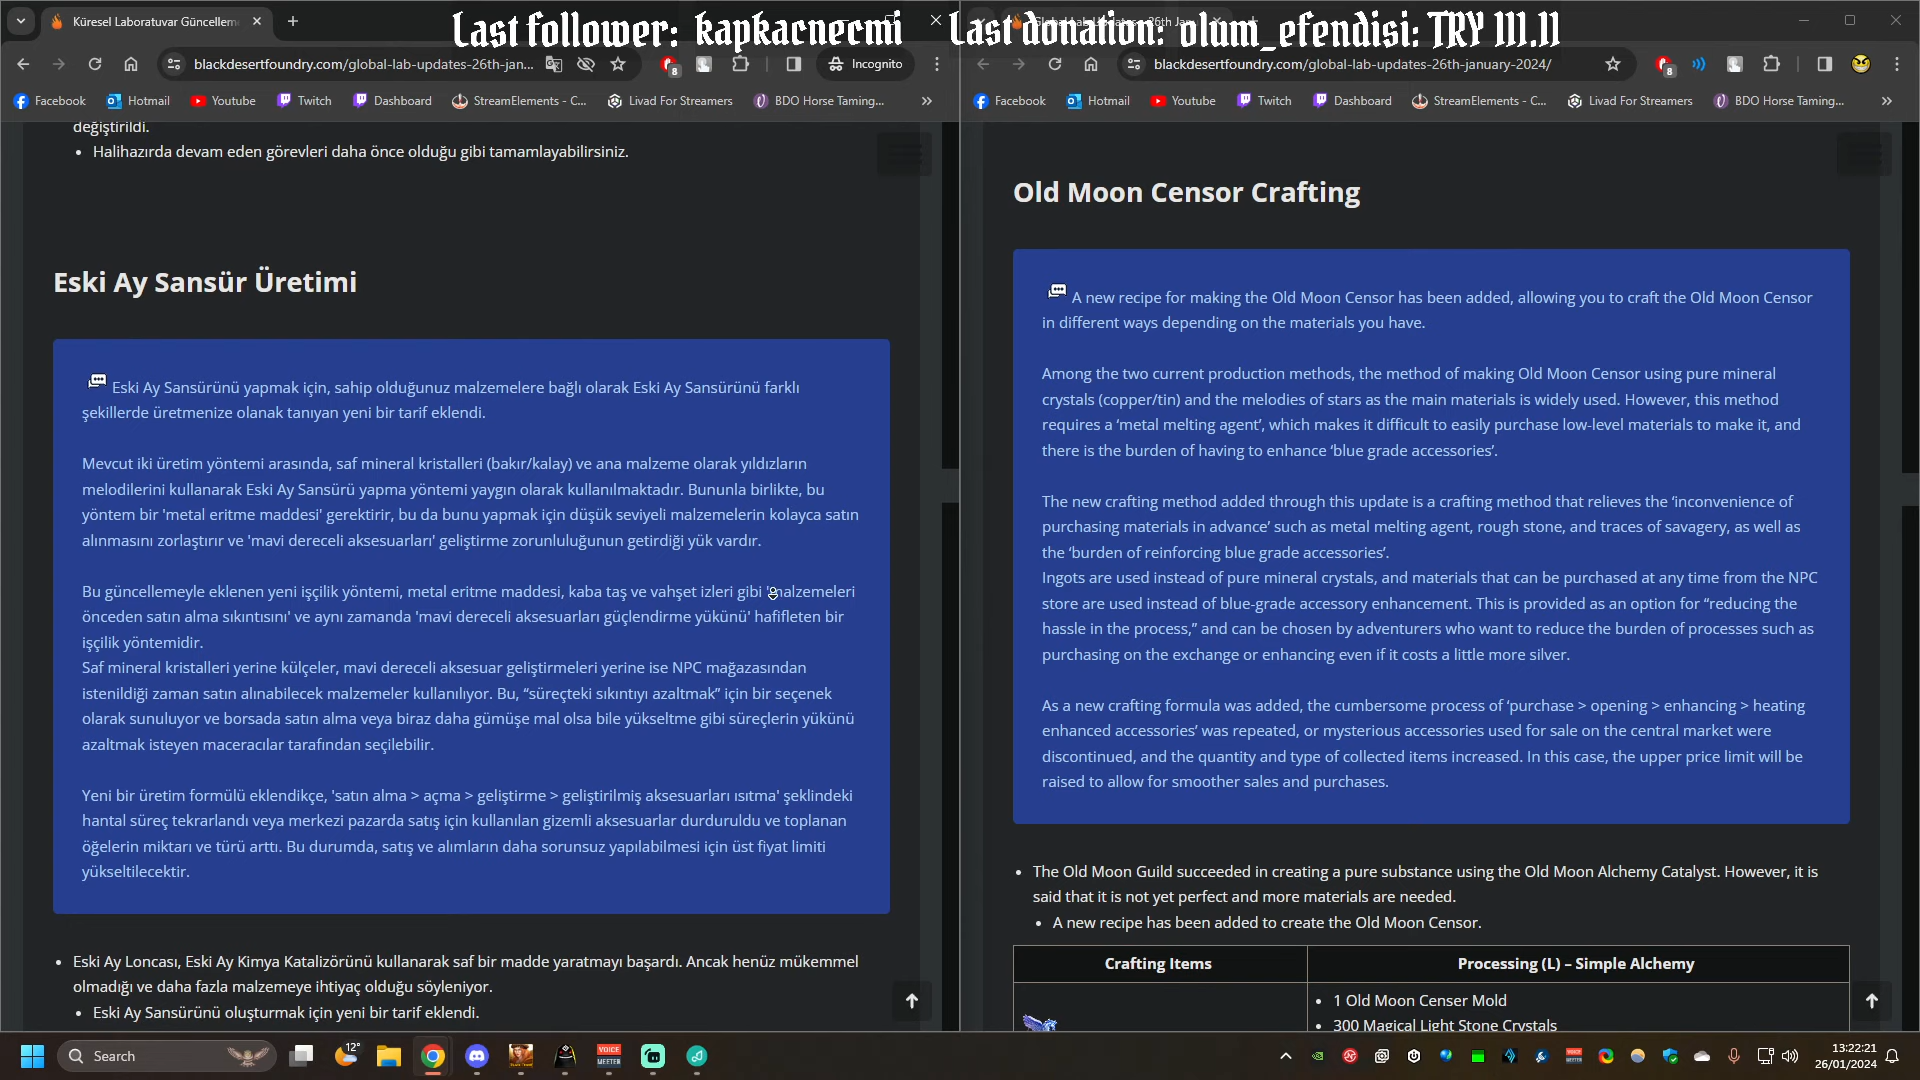 Last follower: kapkacnecmi
Last donation: olum_efendisi: TRY 111.11
Küresel Laboratuvar Güncellem
blackdesertfoundry.com/global-lab-updates-26th-jan...
8
Incognito
Facebook
Hotmail
Youtube
Twitch
Dashboard
StreamElements - C...
Livad For Streamers
BDO Horse Taming...
değiştirildi.
• Halihazırda devam eden görevleri daha önce olduğu gibi tamamlayabilirsiniz.
Eski Ay Sansür Üretimi
Eski Ay Sansürünü yapmak için, sahip olduğunuz malzemelere bağlı olarak Eski Ay Sansürünü farklı
şekillerde üretmenize olanak tanıyan yeni bir tarif eklendi.
Mevcut iki üretim yöntemi arasında, saf mineral kristalleri (bakır/kalay) ve ana malzeme olarak yıldızların
melodilerini kullanarak Eski Ay Sansürü yapma yöntemi yaygın olarak kullanılmaktadır. Bununla birlikte, bu
yöntem bir 'metal eritme maddesi' gerektirir, bu da bunu yapmak için düşük seviyeli malzemelerin kolayca satın
alınmasını zorlaştırır ve 'mavi dereceli aksesuarları' geliştirme zorunluluğunun getirdiği yük vardır.
Bu güncellemeyle eklenen yeni işçilik yöntemi, metal eritme maddesi, kaba taş ve vahşet izleri gibi 'malzemeleri
önceden satın alma sıkıntısını' ve aynı zamanda 'mavi dereceli aksesuarları güçlendirme yükünü' hafifleten bir
işçilik yöntemidir.
Saf mineral kristalleri yerine külçeler, mavi dereceli aksesuar geliştirmeleri yerine ise NPC mağazasından
istenildiği zaman satın alınabilecek malzemeler kullanılıyor. Bu, “süreçteki sıkıntıyı azaltmak” için bir seçenek
olarak sunuluyor ve borsada satın alma veya biraz daha gümüşe mal olsa bile yükseltme gibi süreçlerin yükünü
azaltmak isteyen maceracılar tarafından seçilebilir.
Yeni bir üretim formülü eklendikçe, 'satın alma > açma > geliştirme > geliştirilmiş aksesuarları ısıtma' şeklindeki
hantal süreç tekrarlandı veya merkezi pazarda satış için kullanılan gizemli aksesuarlar durduruldu ve toplanan
öğelerin miktarı ve türü arttı. Bu durumda, satış ve alımların daha sorunsuz yapılabilmesi için üst fiyat limiti
yükseltilecektir.
• Eski Ay Loncası, Eski Ay Kimya Katalizörünü kullanarak saf bir madde yaratmayı başardı. Ancak henüz mükemmel
olmadığı ve daha fazla malzemeye ihtiyaç olduğu söyleniyor.
• Eski Ay Sansürünü oluşturmak için yeni bir tarif eklendi.
Global Lab Updates - 26th Jan
blackdesertfoundry.com/global-lab-updates-26th-january-2024/
8
Facebook
Hotmail
Youtube
Twitch
Dashboard
StreamElements - C...
Livad For Streamers
BDO Horse Taming...
Old Moon Censor Crafting
A new recipe for making the Old Moon Censor has been added, allowing you to craft the Old Moon Censor
in different ways depending on the materials you have.
Among the two current production methods, the method of making Old Moon Censor using pure mineral
crystals (copper/tin) and the melodies of stars as the main materials is widely used. However, this method
requires a ‘metal melting agent’, which makes it difficult to easily purchase low-level materials to make it, and
there is the burden of having to enhance ‘blue grade accessories’.
The new crafting method added through this update is a crafting method that relieves the ‘inconvenience of
purchasing materials in advance’ such as metal melting agent, rough stone, and traces of savagery, as well as
the ‘burden of reinforcing blue grade accessories’.
Ingots are used instead of pure mineral crystals, and materials that can be purchased at any time from the NPC
store are used instead of blue-grade accessory enhancement. This is provided as an option for “reducing the
hassle in the process,” and can be chosen by adventurers who want to reduce the burden of processes such as
purchasing on the exchange or enhancing even if it costs a little more silver.
As a new crafting formula was added, the cumbersome process of ‘purchase > opening > enhancing > heating
enhanced accessories’ was repeated, or mysterious accessories used for sale on the central market were
discontinued, and the quantity and type of collected items increased. In this case, the upper price limit will be
raised to allow for smoother sales and purchases.
• The Old Moon Guild succeeded in creating a pure substance using the Old Moon Alchemy Catalyst. However, it is
said that it is not yet perfect and more materials are needed.
• A new recipe has been added to create the Old Moon Censor.
Crafting Items
Processing (L) – Simple Alchemy
• 1 Old Moon Censer Mold
• 300 Magical Light Stone Crystals
Search
12°
VOICE MEETER
13:22:21
26/01/2024